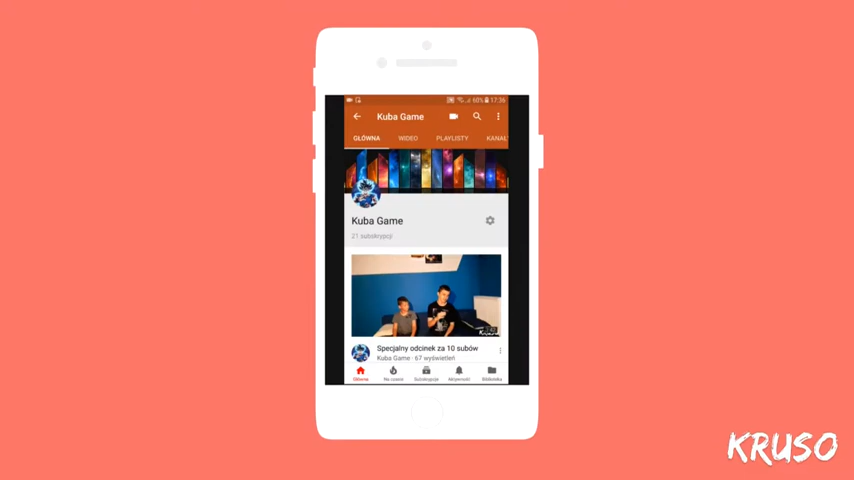 60% 17:36
Kuba Game
GŁÓWNA WIDEO PLAYLISTY KANAŁ
Kuba Game
21 subskrypcji
Specjalny odcinek za 10 subów
Kuba Game · 67 wyświetleń
Główna Na czasie Subskrypcje Aktywność Biblioteka
KRUSO